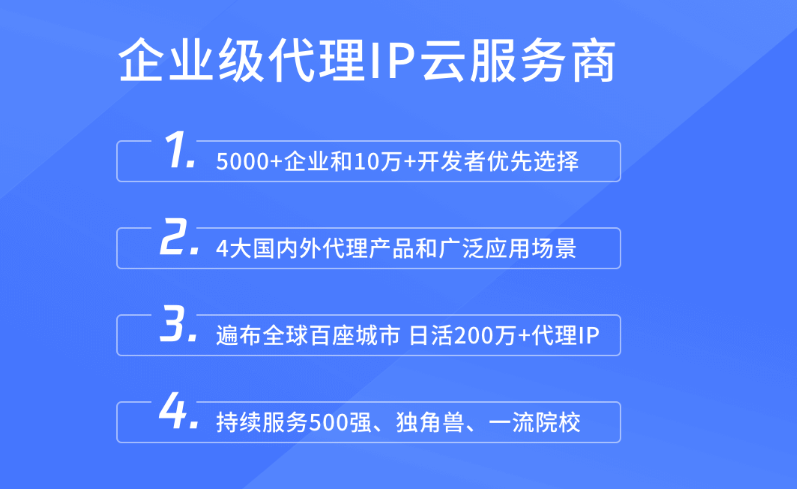 企业级代理IP云服务商
1. 5000+企业和10万+开发者优先选择
2. 4大国内外代理产品和广泛应用场景
3. 遍布全球百座城市 日活200万+代理IP
4. 持续服务500强、独角兽、一流院校